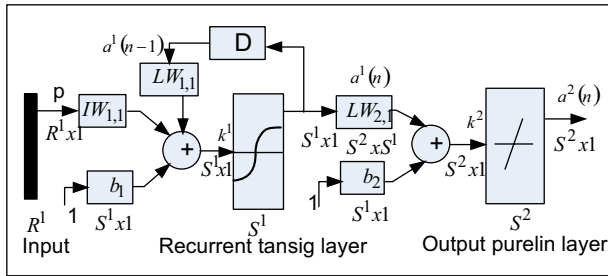 D
a¹(n−1)
LW₁,₁
a¹(n)
a²(n)
p
IW₁,₁
R¹x1
+
k¹
S¹x1
S¹x1
LW₂,₁
S²xS¹
+
k²
S²x1
S²x1
b₁
1
S¹x1
b₂
1
S¹x1
R¹
S¹
S²
Input
Recurrent tansig layer
Output purelin layer